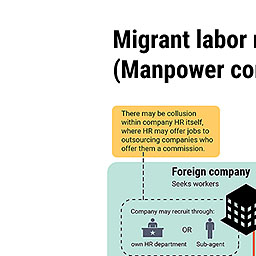 Migrant labor
(Manpower
There may be collusion
within company HR itself,
where HR may offer jobs to
outsourcing companies who
offer them a commission.
Foreign company
Seeks workers
Company may recruit through:
OR
own HR department
Sub-agent